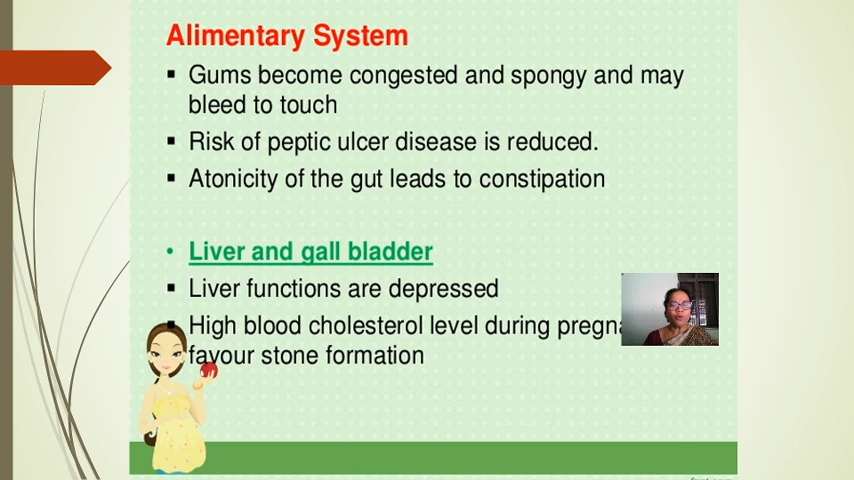 Alimentary System
▪ Gums become congested and spongy and may
bleed to touch
▪ Risk of peptic ulcer disease is reduced.
▪ Atonicity of the gut leads to constipation
• Liver and gall bladder
▪ Liver functions are depressed
▪ High blood cholesterol level during
favour stone formation